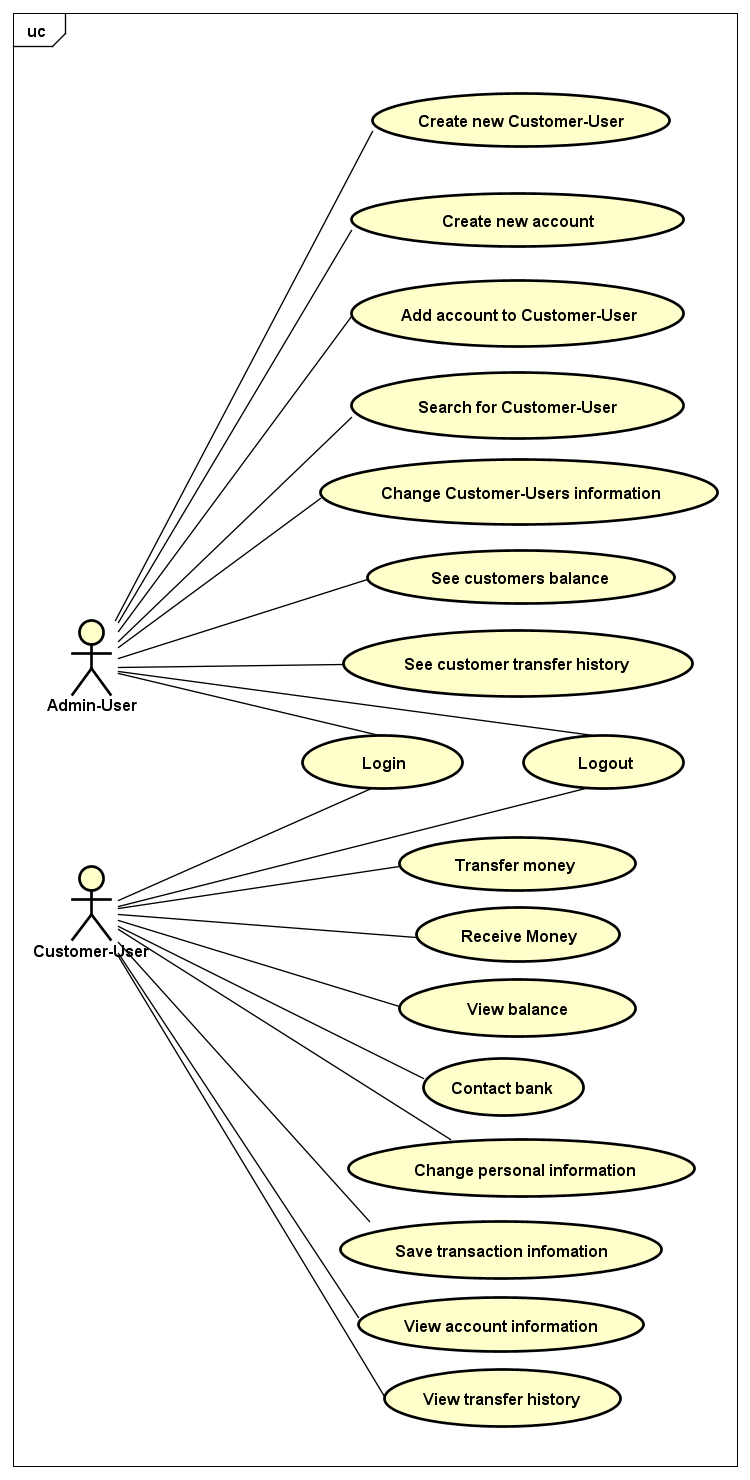 uc
Create new Customer-User
Create new account
Add account to Customer-User
Search for Customer-User
Change Customer-Users information
See customers balance
See customer transfer history
Admin-User
Login
Logout
Transfer money
Receive Money
Customer-User
View balance
Contact bank
Change personal information
Save transaction infomation
View account information
View transfer history